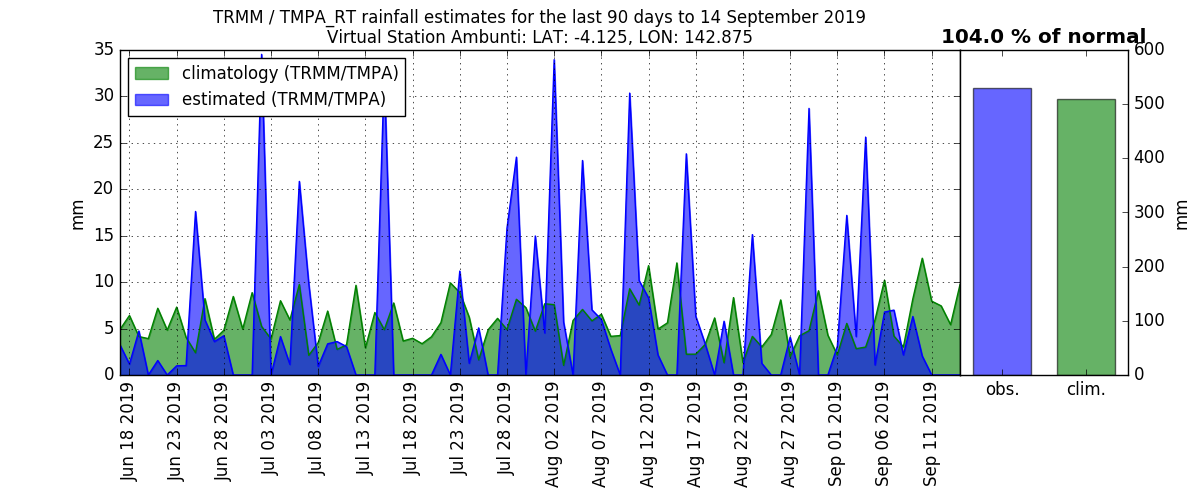 TRMM / TMPA_RT rainfall estimates for the last 90 days to 14 September 2019
Virtual Station Ambunti: LAT: -4.125, LON: 142.875
104.0 % of normal
climatology (TRMM/TMPA)
estimated (TRMM/TMPA)
35
30
25
20
15
10
5
0
mm
Jun 18 2019
Jun 23 2019
Jun 28 2019
Jul 03 2019
Jul 08 2019
Jul 13 2019
Jul 18 2019
Jul 23 2019
Jul 28 2019
Aug 02 2019
Aug 07 2019
Aug 12 2019
Aug 17 2019
Aug 22 2019
Aug 27 2019
Sep 01 2019
Sep 06 2019
Sep 11 2019
obs.
clim.
600
500
400
300
200
100
0
mm